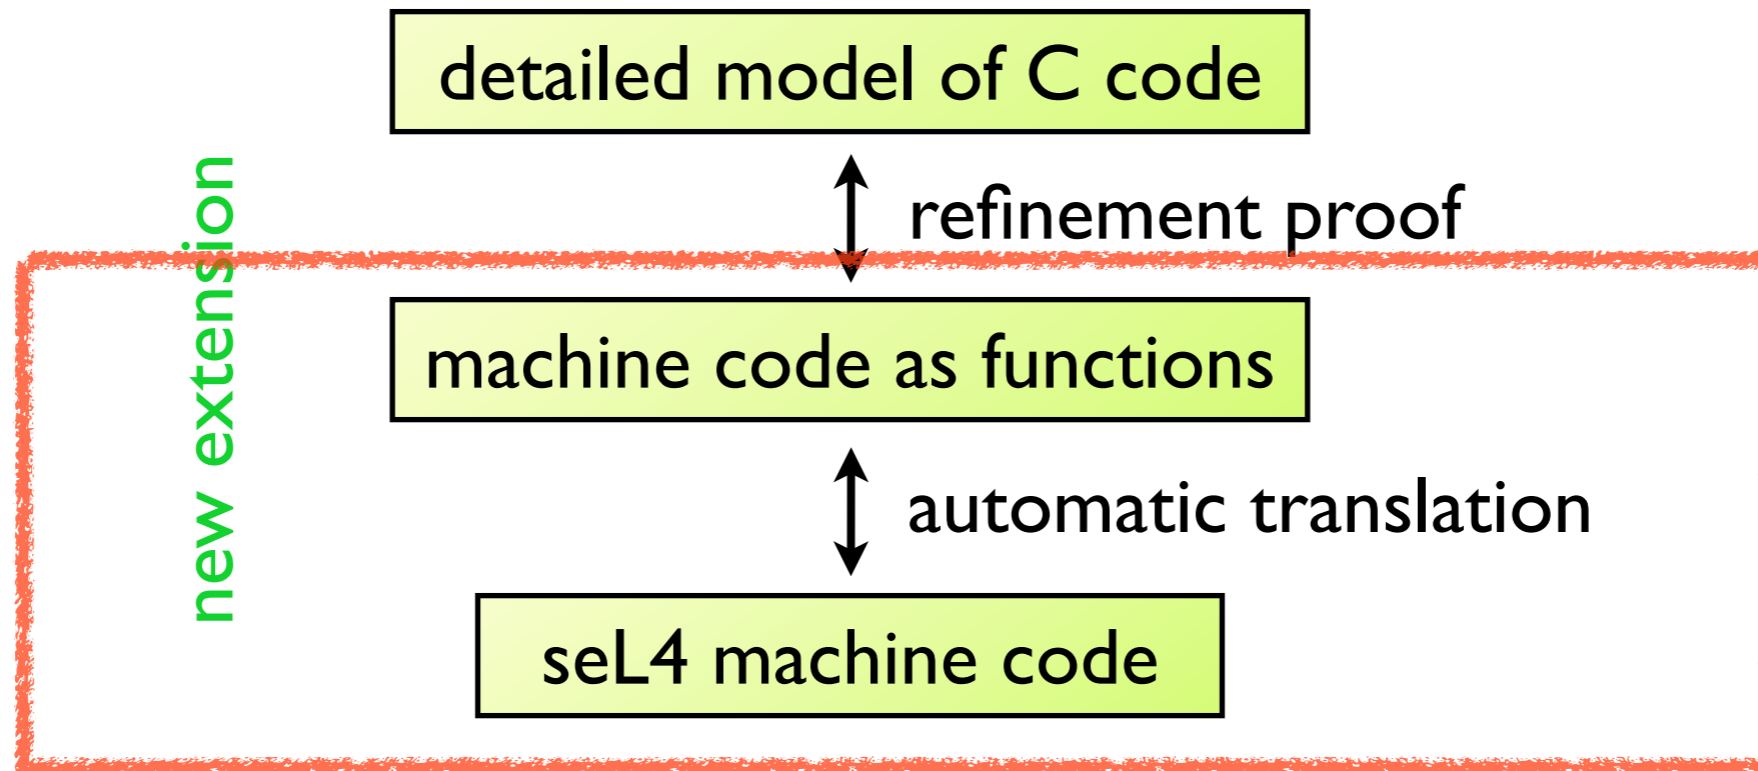 detailed model of C code
refinement proof
new extension
machine code as functions
automatic translation
seL4 machine code